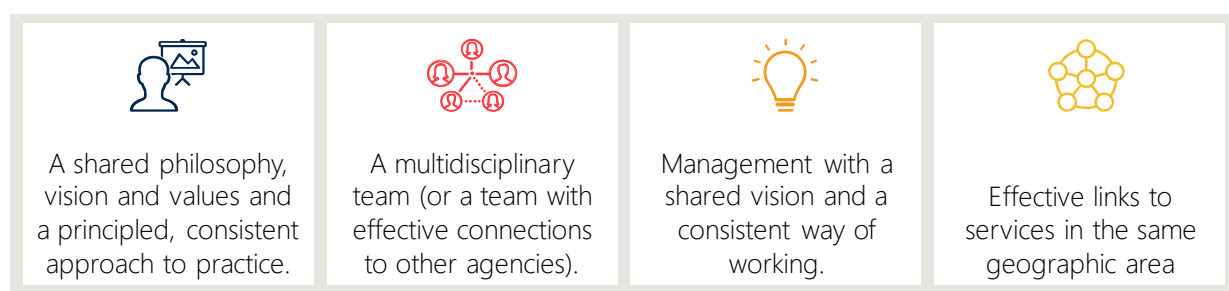 A shared philosophy,
vision and values and
a principled, consistent
approach to practice.
A multidisciplinary
team (or a team with
effective connections
to other agencies).
Management with a
shared vision and a
consistent way of
working.
Effective links to
services in the same
geographic area